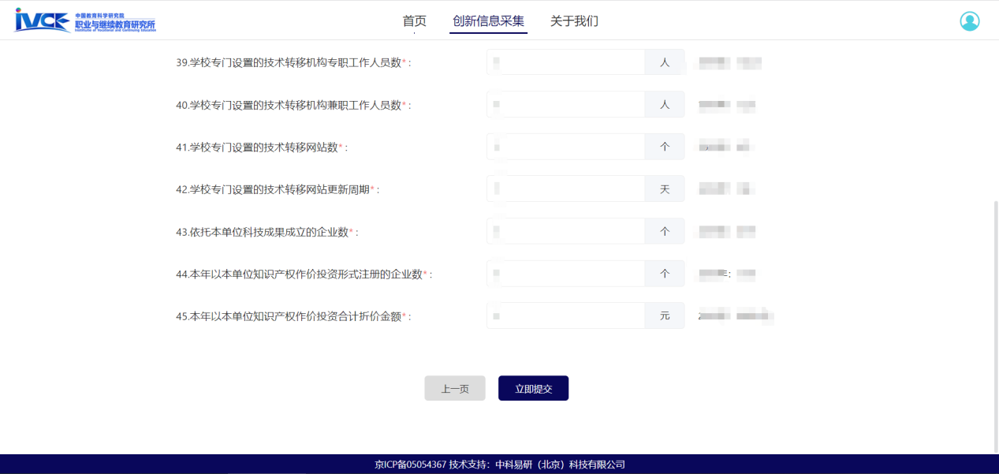 IVCE
中国教育科学研究院
职业与继续教育研究所
Institute of Vocational and Continuing Education
首页 创新信息采集 关于我们
39.学校专门设置的技术转移机构专职工作人员数*: 人
40.学校专门设置的技术转移机构兼职工作人员数*: 人
41.学校专门设置的技术转移网站数*: 个
42.学校专门设置的技术转移网站更新周期*: 天
43.依托本单位科技成果成立的企业数*: 个
44.本年以本单位知识产权作价投资形式注册的企业数*: 个
45.本年以本单位知识产权作价投资合计折价金额*: 元
上一页 立即提交
京ICP备05054367 技术支持：中科易研（北京）科技有限公司